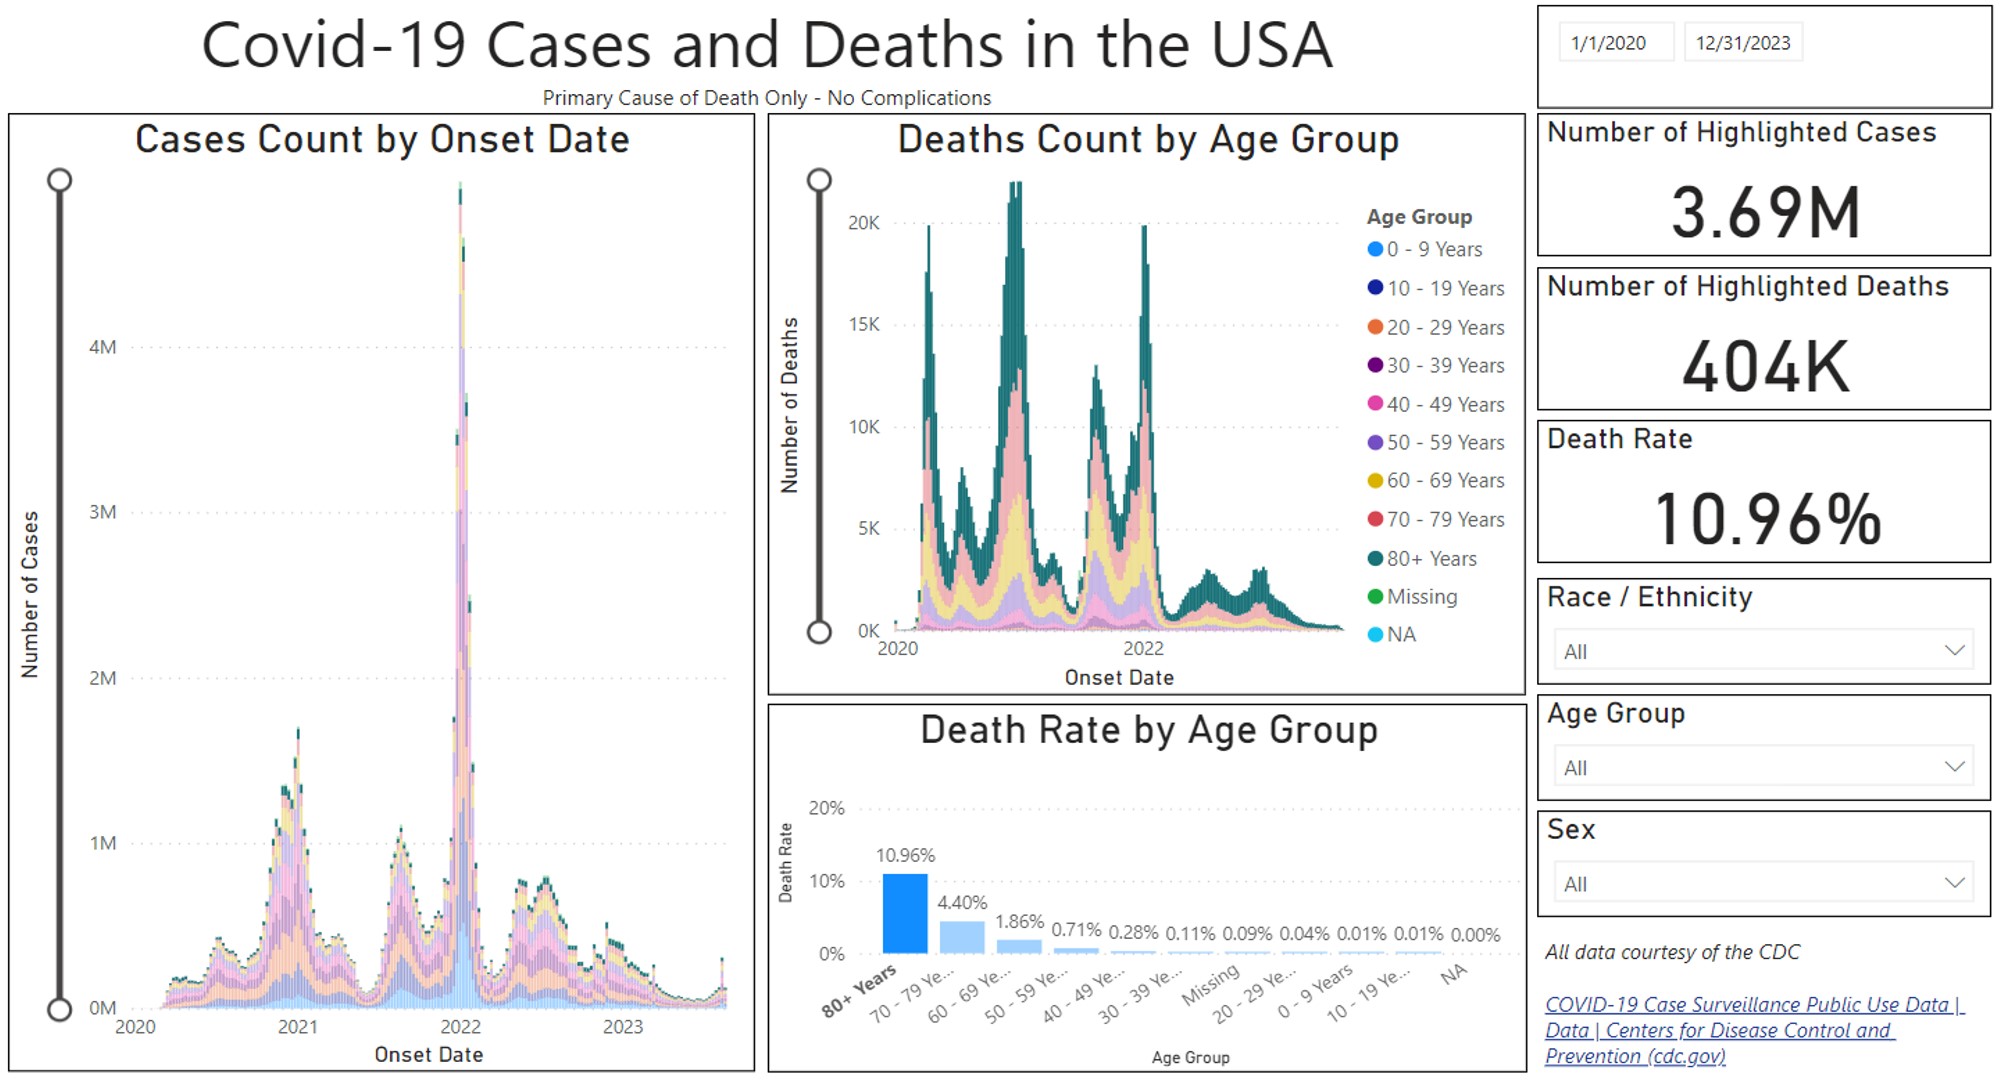 Covid-19 Cases and Deaths in the USA
Primary Cause of Death Only - No Complications
1/1/2020
12/31/2023
Cases Count by Onset Date
Number of Cases
4M
3M
2M
1M
0M
2020
2021
2022
2023
Onset Date
Deaths Count by Age Group
Number of Deaths
20K
15K
10K
5K
0K
2020
2022
Onset Date
Age Group
0 - 9 Years
10 - 19 Years
20 - 29 Years
30 - 39 Years
40 - 49 Years
50 - 59 Years
60 - 69 Years
70 - 79 Years
80+ Years
Missing
NA
Death Rate by Age Group
Death Rate
20%
10%
0%
10.96%
4.40%
1.86%
0.71%
0.28%
0.11%
0.09%
0.04%
0.01%
0.01%
0.00%
80+ Years
70 - 79 Ye...
60 - 69 Ye...
50 - 59 Ye...
40 - 49 Ye...
30 - 39 Ye...
Missing
20 - 29 Ye...
0 - 9 Years
10 - 19 Ye...
NA
Age Group
Number of Highlighted Cases
3.69M
Number of Highlighted Deaths
404K
Death Rate
10.96%
Race / Ethnicity
All
Age Group
All
Sex
All
All data courtesy of the CDC
COVID-19 Case Surveillance Public Use Data |
Data | Centers for Disease Control and
Prevention (cdc.gov)